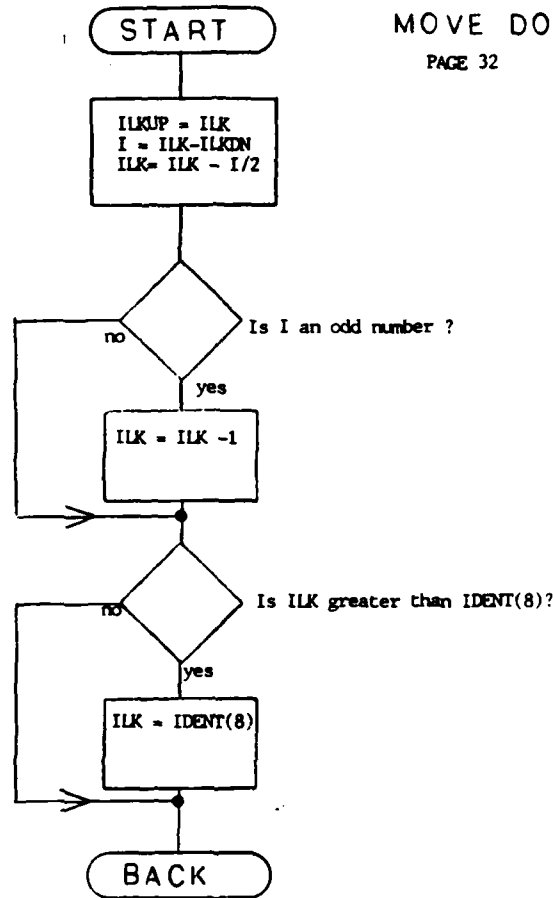 START
MOVE DO
PAGE 32
ILKUP = ILK
I = ILK-ILKDN
ILK= ILK - I/2
Is I an odd number ?
no
yes
ILK = ILK -1
Is ILK greater than IDENT(8)?
no
yes
ILK = IDENT(8)
BACK